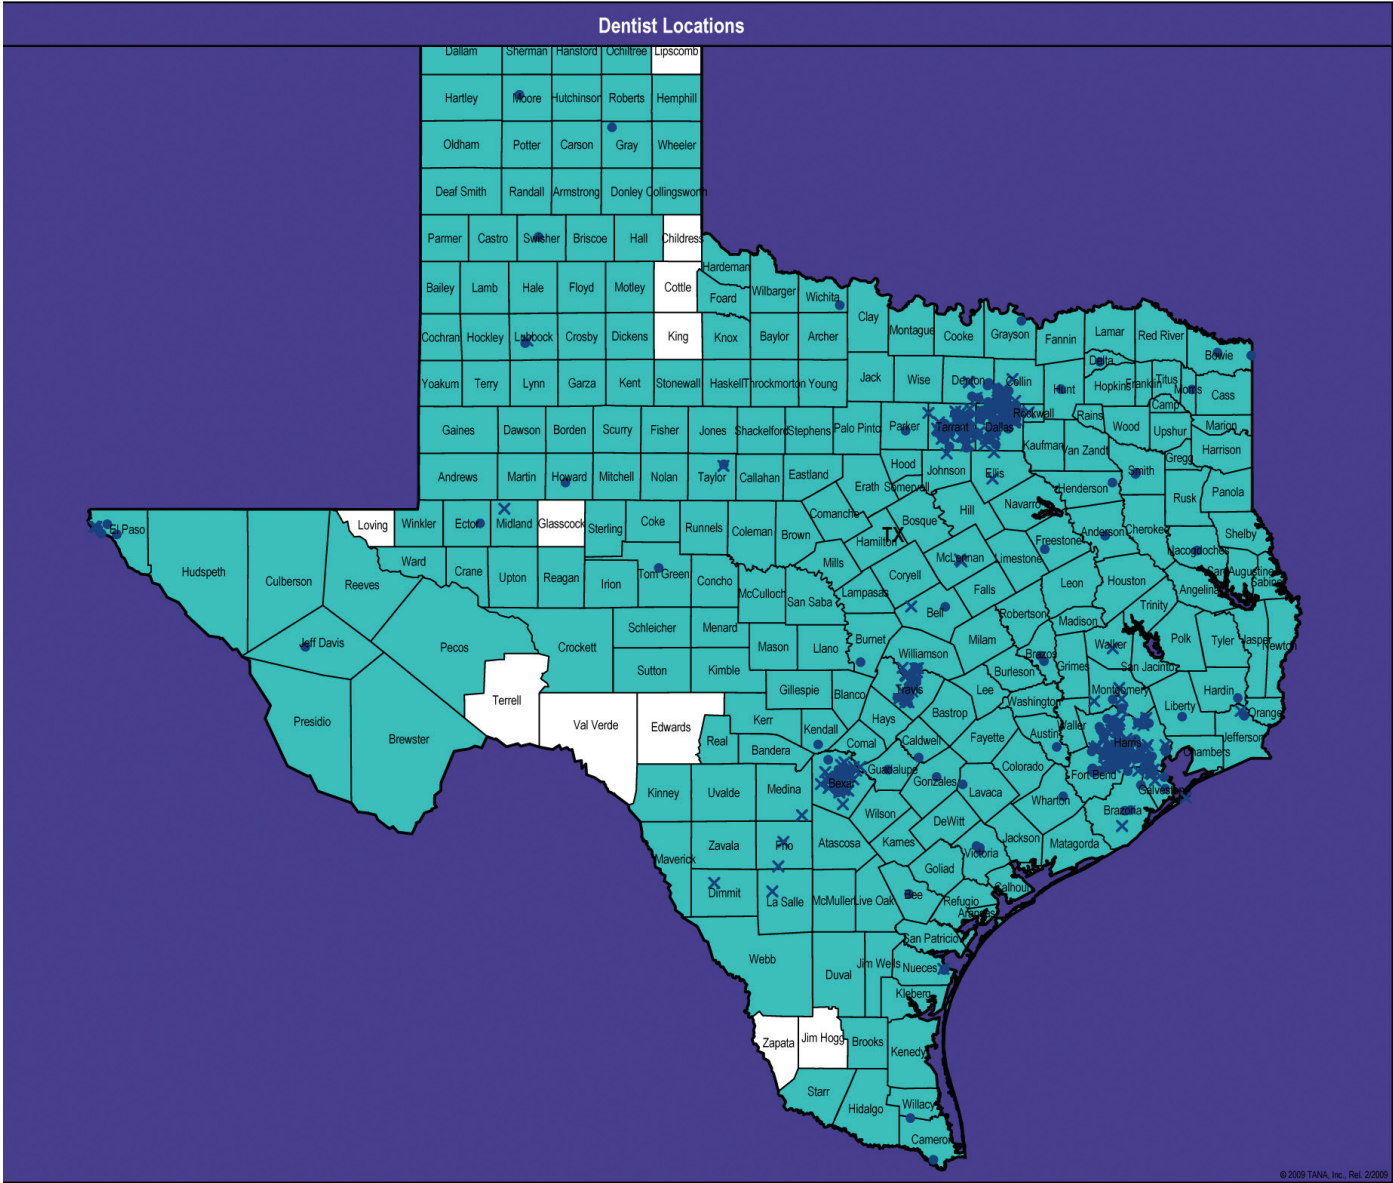 Dentist Locations
Dallam Sherman Hansford Ochiltree Lipscomb
Hartley Moore Hutchinson Roberts Hemphill
Oldham Potter Carson Gray Wheeler
Deaf Smith Randall Armstrong Donley Collingsworth
Parmer Castro Swisher Briscoe Hall Childress
Hardeman
Bailey Lamb Hale Floyd Motley Cottle Foard Wilbarger Wichita
Clay
Cochran Hockley Lubbock Crosby Dickens King Knox Baylor Archer Montague Cooke Grayson Fannin Lamar Red River
Bowie
Delta
Yoakum Terry Lynn Garza Kent Stonewall Haskell Throckmorton Young Jack Wise Denton Collin Hunt Hopkins Franklin Titus Morris Cass
Camp
Rockwall Rains
Gaines Dawson Borden Scurry Fisher Jones Shackelford Stephens Palo Pinto Parker Tarrant Dallas Wood Upshur Marion
Kaufman Van Zandt Gregg Harrison
Andrews Martin Howard Mitchell Nolan Taylor Callahan Eastland Hood Johnson Ellis Smith
Erath Somervell Henderson Rusk Panola
Navarro
Loving Winkler Ector Midland Glasscock Sterling Coke Runnels Coleman Brown Comanche Bosque Hill
El Paso TX Anderson Cherokee Shelby
Hamilton Freestone
Nacogdoches
Hudspeth Culberson Reeves Ward Crane Upton Reagan Irion Tom Green Concho Mills McLennan Limestone
San Augustine
Sabine
Coryell Falls Leon Houston Angelina
McCulloch San Saba Lampasas
Bell Robertson Trinity
Madison
Schleicher Menard Burnet Milam Walker Polk Tyler Jasper Newton
Jeff Davis Pecos Crockett Mason Llano Williamson Brazos Grimes San Jacinto
Sutton Kimble Burleson
Terrell Gillespie Blanco Travis Lee Washington Montgomery Hardin
Liberty Orange
Presidio Val Verde Edwards Kerr Hays Bastrop
Brewster Real Kendall Caldwell Fayette Austin Waller Harris Jefferson
Bandera Comal Chambers
Guadalupe Colorado Fort Bend
Kinney Uvalde Medina Bexar Gonzales Lavaca Galveston
Wharton
Wilson Brazoria
DeWitt
Maverick Zavala Frio Atascosa Karnes Jackson Matagorda
Victoria
Goliad
Dimmit La Salle McMullen Live Oak Bee Refugio Calhoun
Aransas
San Patricio
Webb Duval Jim Wells Nueces
Kleberg
Zapata Jim Hogg Brooks Kenedy
Starr Hidalgo Willacy
Cameron
© 2009 TANA, Inc., Rel. 2/2009